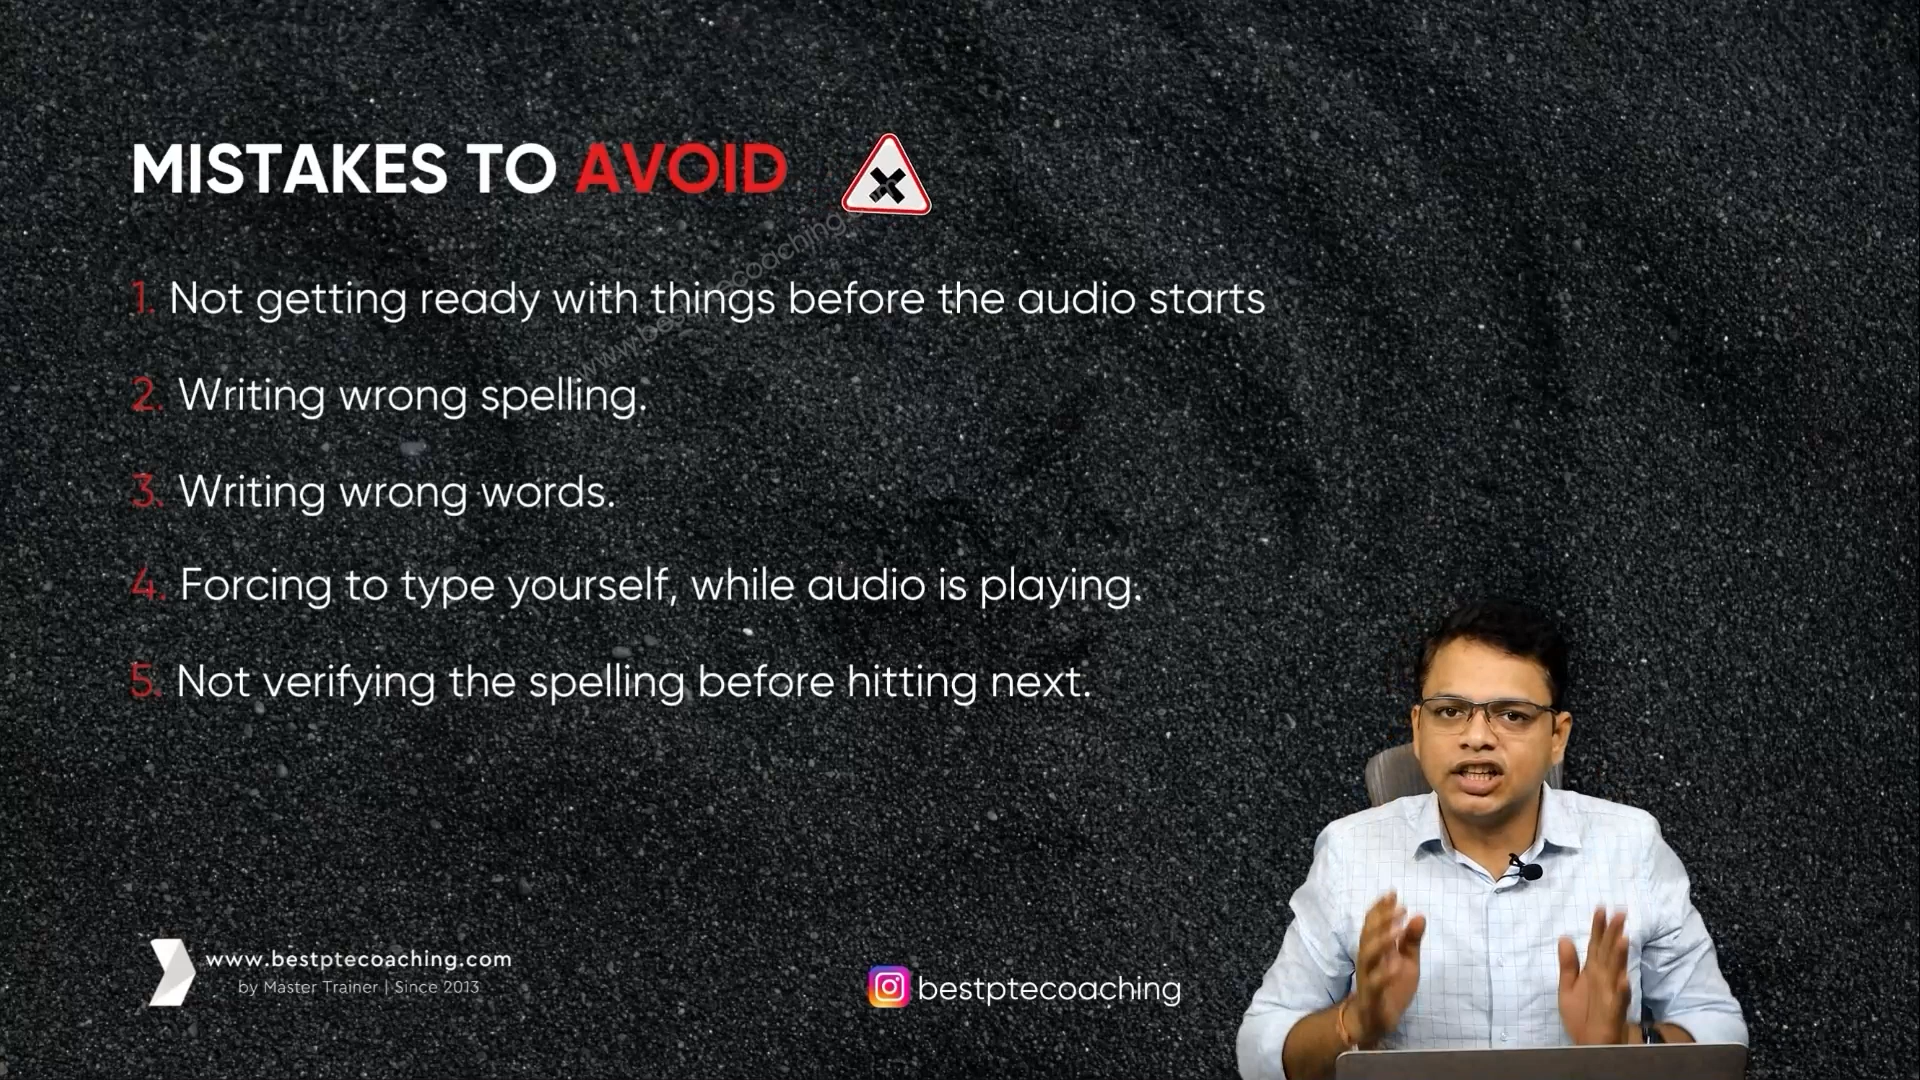 MISTAKES TO AVOID
1. Not getting ready with things before the audio starts
2. Writing wrong spelling.
3. Writing wrong words.
4. Forcing to type yourself, while audio is playing.
5. Not verifying the spelling before hitting next.
www.bestptecoaching.com
by Master Trainer | Since 2013
bestptecoaching